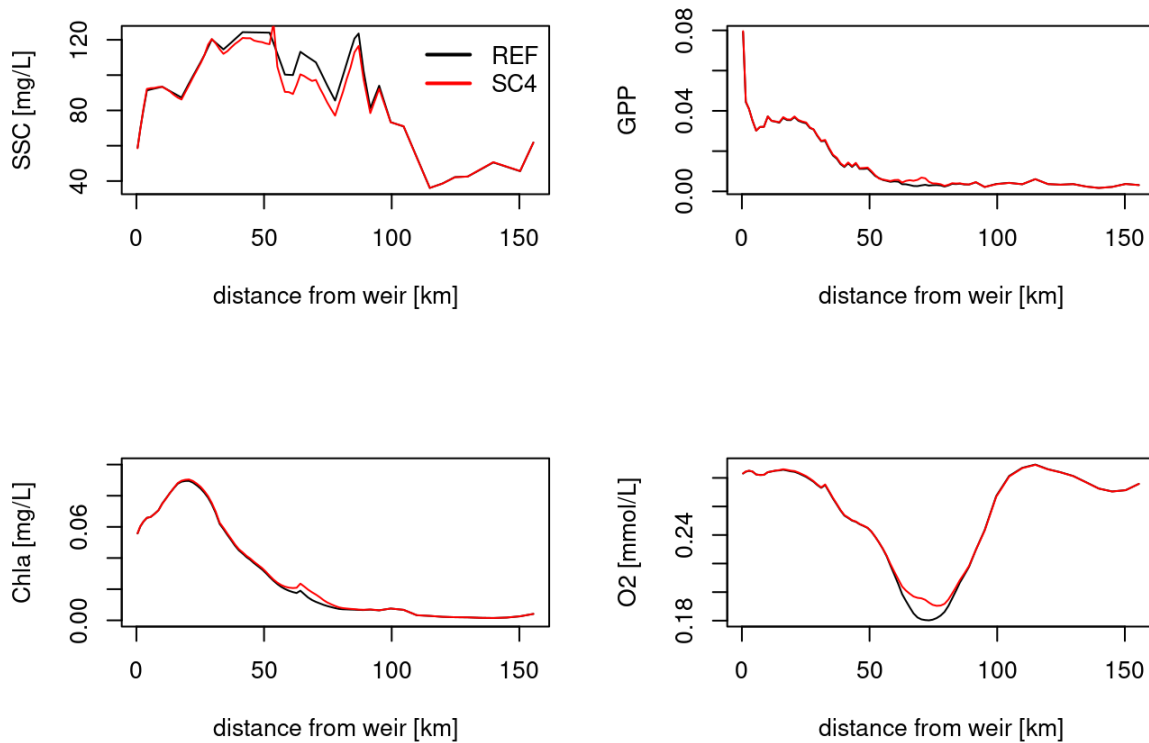 SSC [mg/L]
120
80
40
REF
SC4
0
50
100
150
distance from weir [km]
GPP
0.08
0.04
0.00
0
50
100
150
distance from weir [km]
Chla [mg/L]
0.06
0.00
0
50
100
150
distance from weir [km]
O2 [mmol/L]
0.24
0.18
0
50
100
150
distance from weir [km]